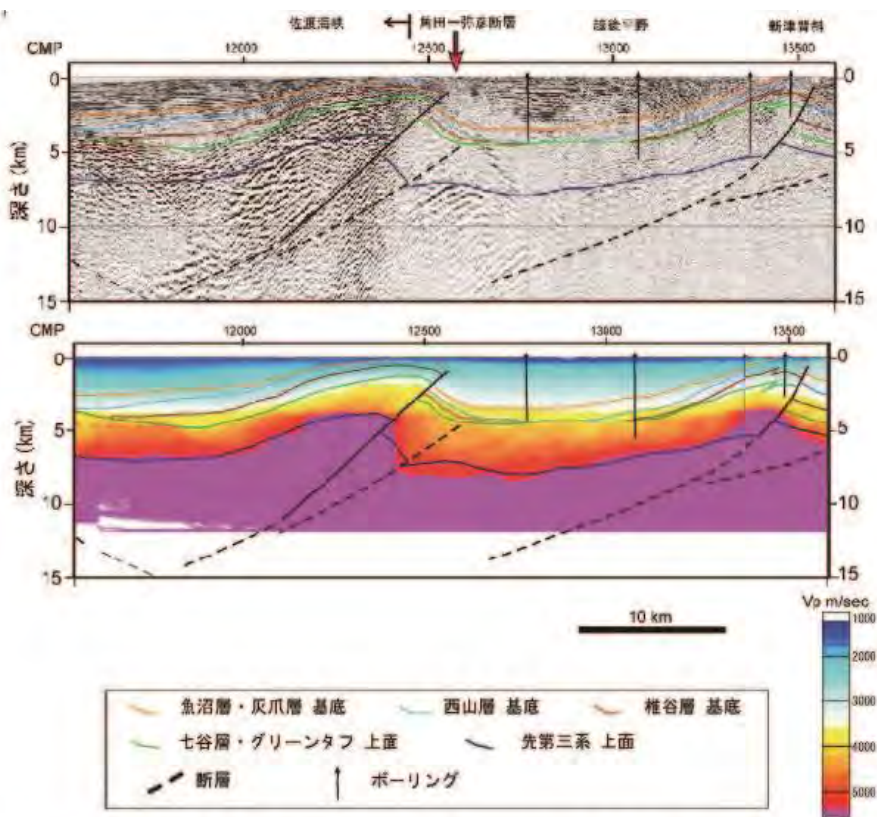 佐渡海峡 角田－弥彦断層 越後平野 新津背斜
CMP 12000 12500 13000 13500
0 0
5 5
10 10
15 15
深さ(km)
CMP 12000 12500 13000 13500
0 0
5 5
10 10
15 15
深さ(km)
10 km
Vp m/sec
1000
2000
3000
4000
5000
魚沼層・灰爪層 基底 西山層 基底 椎谷層 基底
七谷層・グリーンタフ 上面 先第三系 上面
断層 ボーリング